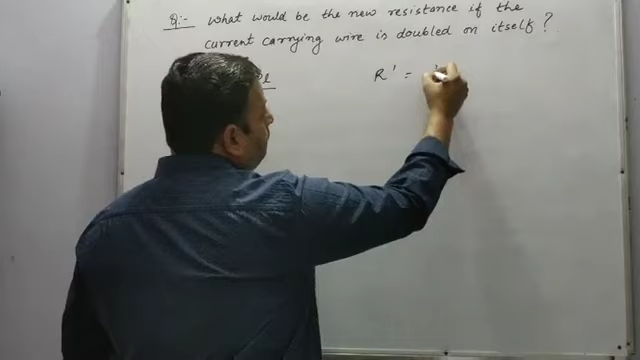 Q:- what would be the new resistance if the
current carrying wire is doubled on itself ?
R' =